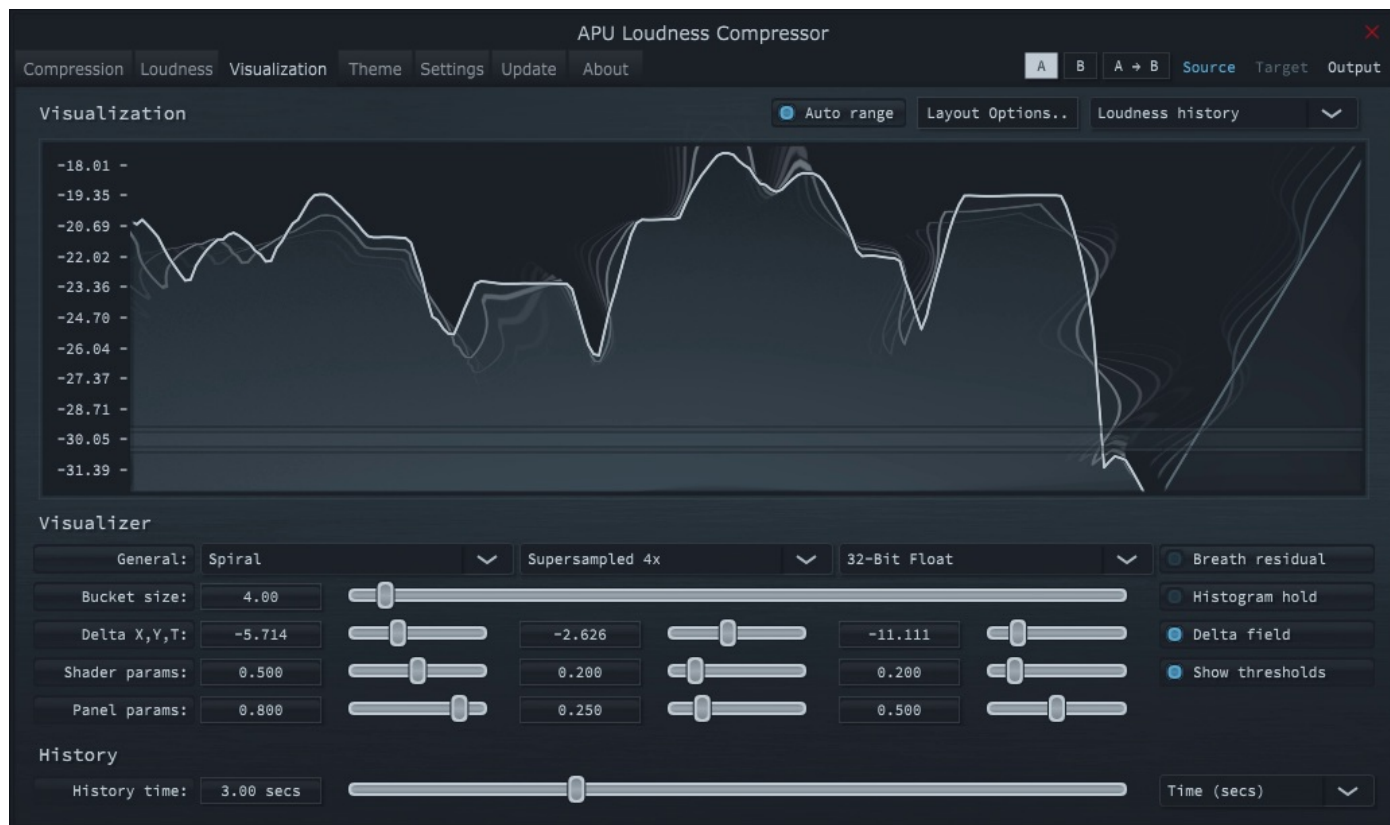 APU Loudness Compressor
Compression Loudness Visualization Theme Settings Update About A B A → B Source Target Output
Visualization Auto range Layout Options.. Loudness history
-18.01 -
-19.35 -
-20.69 -
-22.02 -
-23.36 -
-24.70 -
-26.04 -
-27.37 -
-28.71 -
-30.05 -
-31.39 -
Visualizer
General: Spiral Supersampled 4x 32-Bit Float Breath residual
Bucket size: 4.00 Histogram hold
Delta X,Y,T: -5.714 -2.626 -11.111 Delta field
Shader params: 0.500 0.200 0.200 Show thresholds
Panel params: 0.800 0.250 0.500
History
History time: 3.00 secs Time (secs)